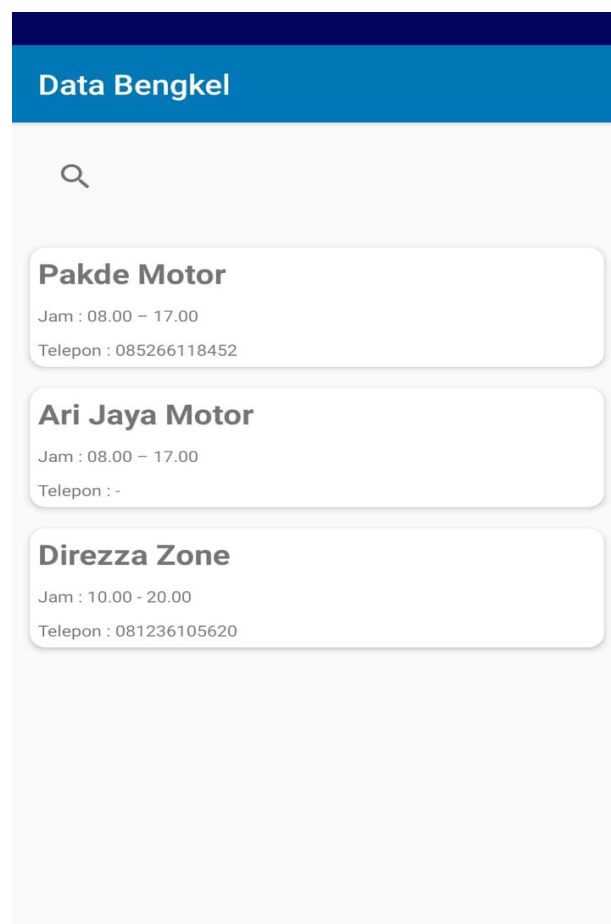 Data Bengkel
Pakde Motor
Jam : 08.00 – 17.00
Telepon : 085266118452
Ari Jaya Motor
Jam : 08.00 – 17.00
Telepon : -
Direzza Zone
Jam : 10.00 - 20.00
Telepon : 081236105620